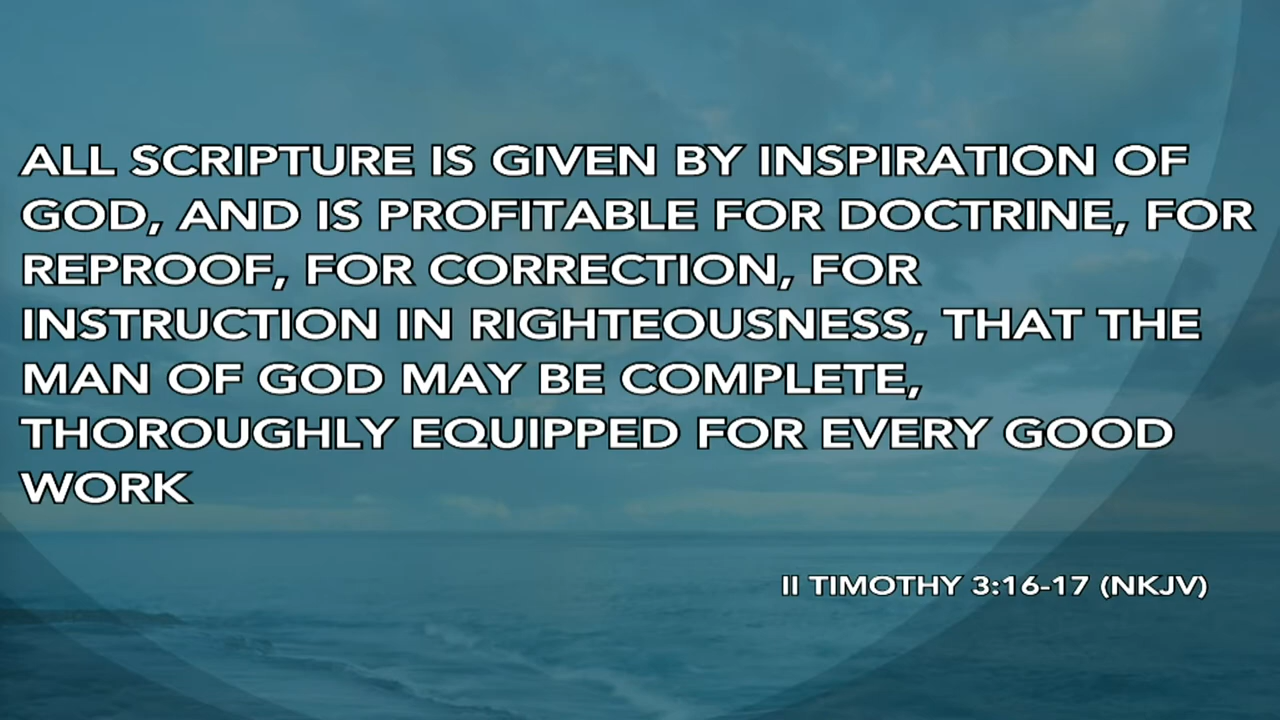 ALL SCRIPTURE IS GIVEN BY INSPIRATION OF
GOD, AND IS PROFITABLE FOR DOCTRINE, FOR
REPROOF, FOR CORRECTION, FOR
INSTRUCTION IN RIGHTEOUSNESS, THAT THE
MAN OF GOD MAY BE COMPLETE,
THOROUGHLY EQUIPPED FOR EVERY GOOD
WORK
II TIMOTHY 3:16-17 (NKJV)